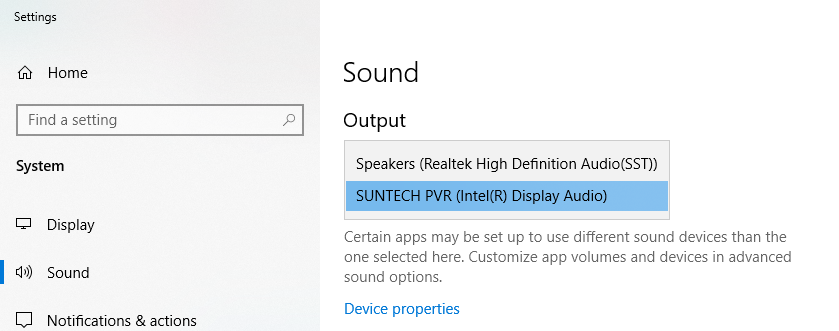 Settings
Home
Find a setting
System
Display
Sound
Notifications & actions
Sound
Output
Speakers (Realtek High Definition Audio(SST))
SUNTECH PVR (Intel(R) Display Audio)
Certain apps may be set up to use different sound devices than the
one selected here. Customize app volumes and devices in advanced
sound options.
Device properties